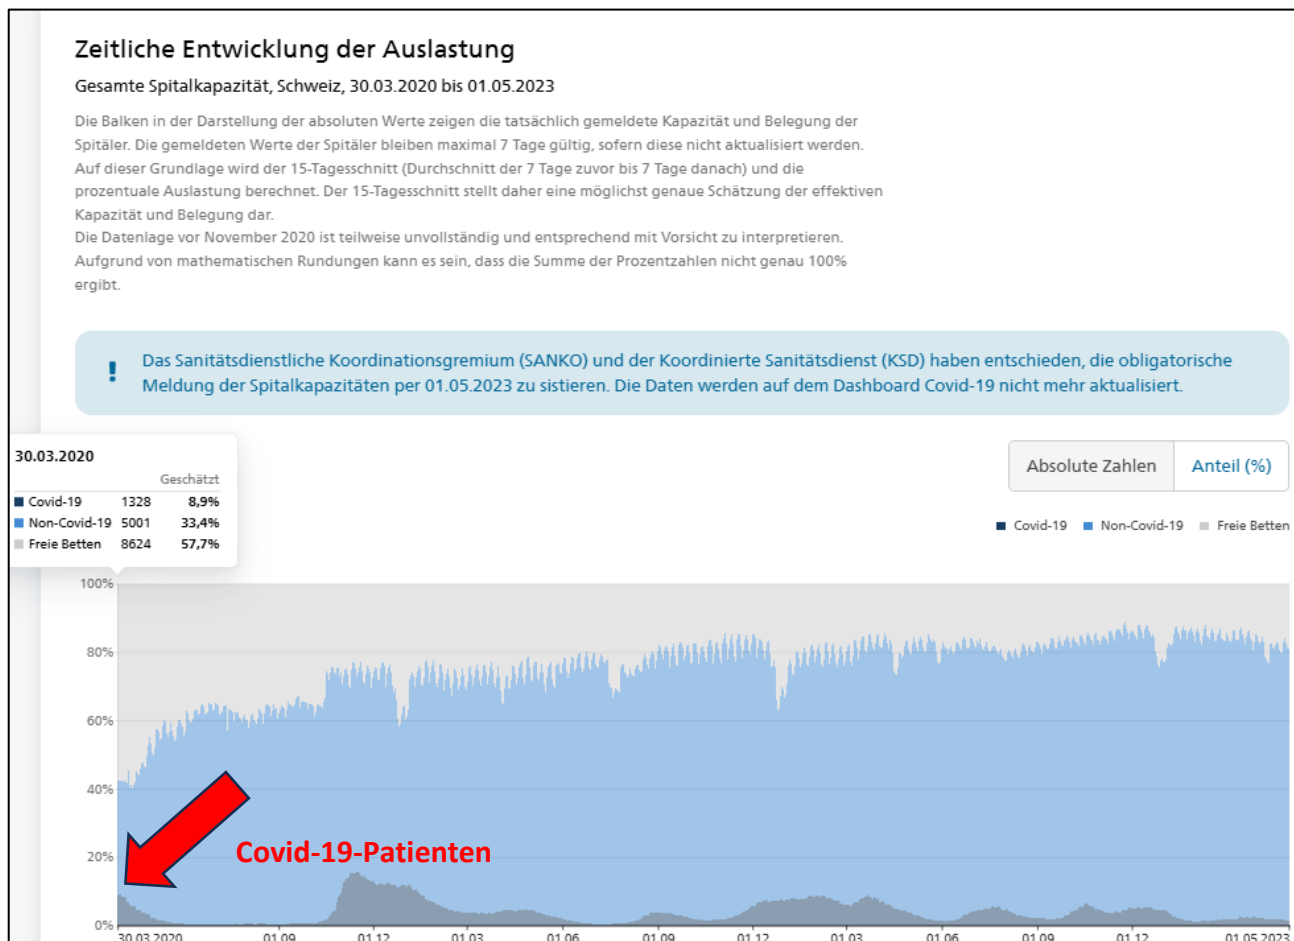 Zeitliche Entwicklung der Auslastung
Gesamte Spitalkapazität, Schweiz, 30.03.2020 bis 01.05.2023
Die Balken in der Darstellung der absoluten Werte zeigen die tatsächlich gemeldete Kapazität und Belegung der
Spitäler. Die gemeldeten Werte der Spitäler bleiben maximal 7 Tage gültig, sofern diese nicht aktualisiert werden.
Auf dieser Grundlage wird der 15-Tagesschnitt (Durchschnitt der 7 Tage zuvor bis 7 Tage danach) und die
prozentuale Auslastung berechnet. Der 15-Tagesschnitt stellt daher eine möglichst genaue Schätzung der effektiven
Kapazität und Belegung dar.
Die Datenlage vor November 2020 ist teilweise unvollständig und entsprechend mit Vorsicht zu interpretieren.
Aufgrund von mathematischen Rundungen kann es sein, dass die Summe der Prozentzahlen nicht genau 100%
ergibt.
! Das Sanitätsdienstliche Koordinationsgremium (SANKO) und der Koordinierte Sanitätsdienst (KSD) haben entschieden, die obligatorische
Meldung der Spitalkapazitäten per 01.05.2023 zu sistieren. Die Daten werden auf dem Dashboard Covid-19 nicht mehr aktualisiert.
30.03.2020
Geschätzt
Covid-19 1328 8,9%
Non-Covid-19 5001 33,4%
Freie Betten 8624 57,7%
Absolute Zahlen Anteil (%)
Covid-19 Non-Covid-19 Freie Betten
100%
80%
60%
40%
20%
Covid-19-Patienten
0%
30.03.2020 01.09 01.12 01.03 01.06 01.09 01.12 01.03 01.06 01.09 01.12 01.05.2023